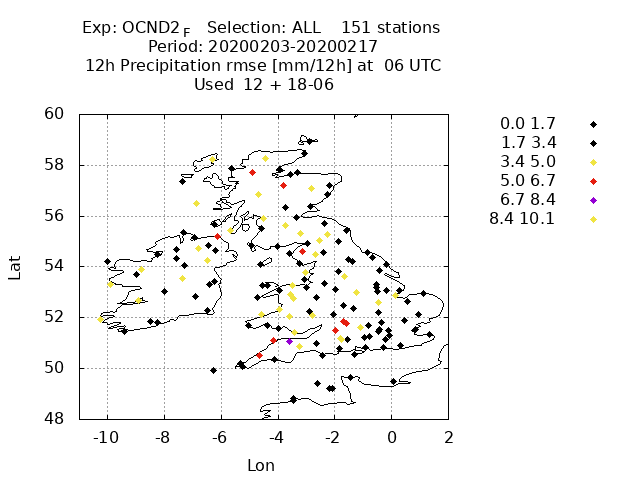 Exp: OCND2_F Selection: ALL 151 stations
Period: 20200203-20200217
12h Precipitation rmse [mm/12h] at 06 UTC
Used 12 + 18-06
0.0 1.7
1.7 3.4
3.4 5.0
5.0 6.7
6.7 8.4
8.4 10.1
60
58
56
54
52
50
48
Lat
-10 -8 -6 -4 -2 0 2
Lon